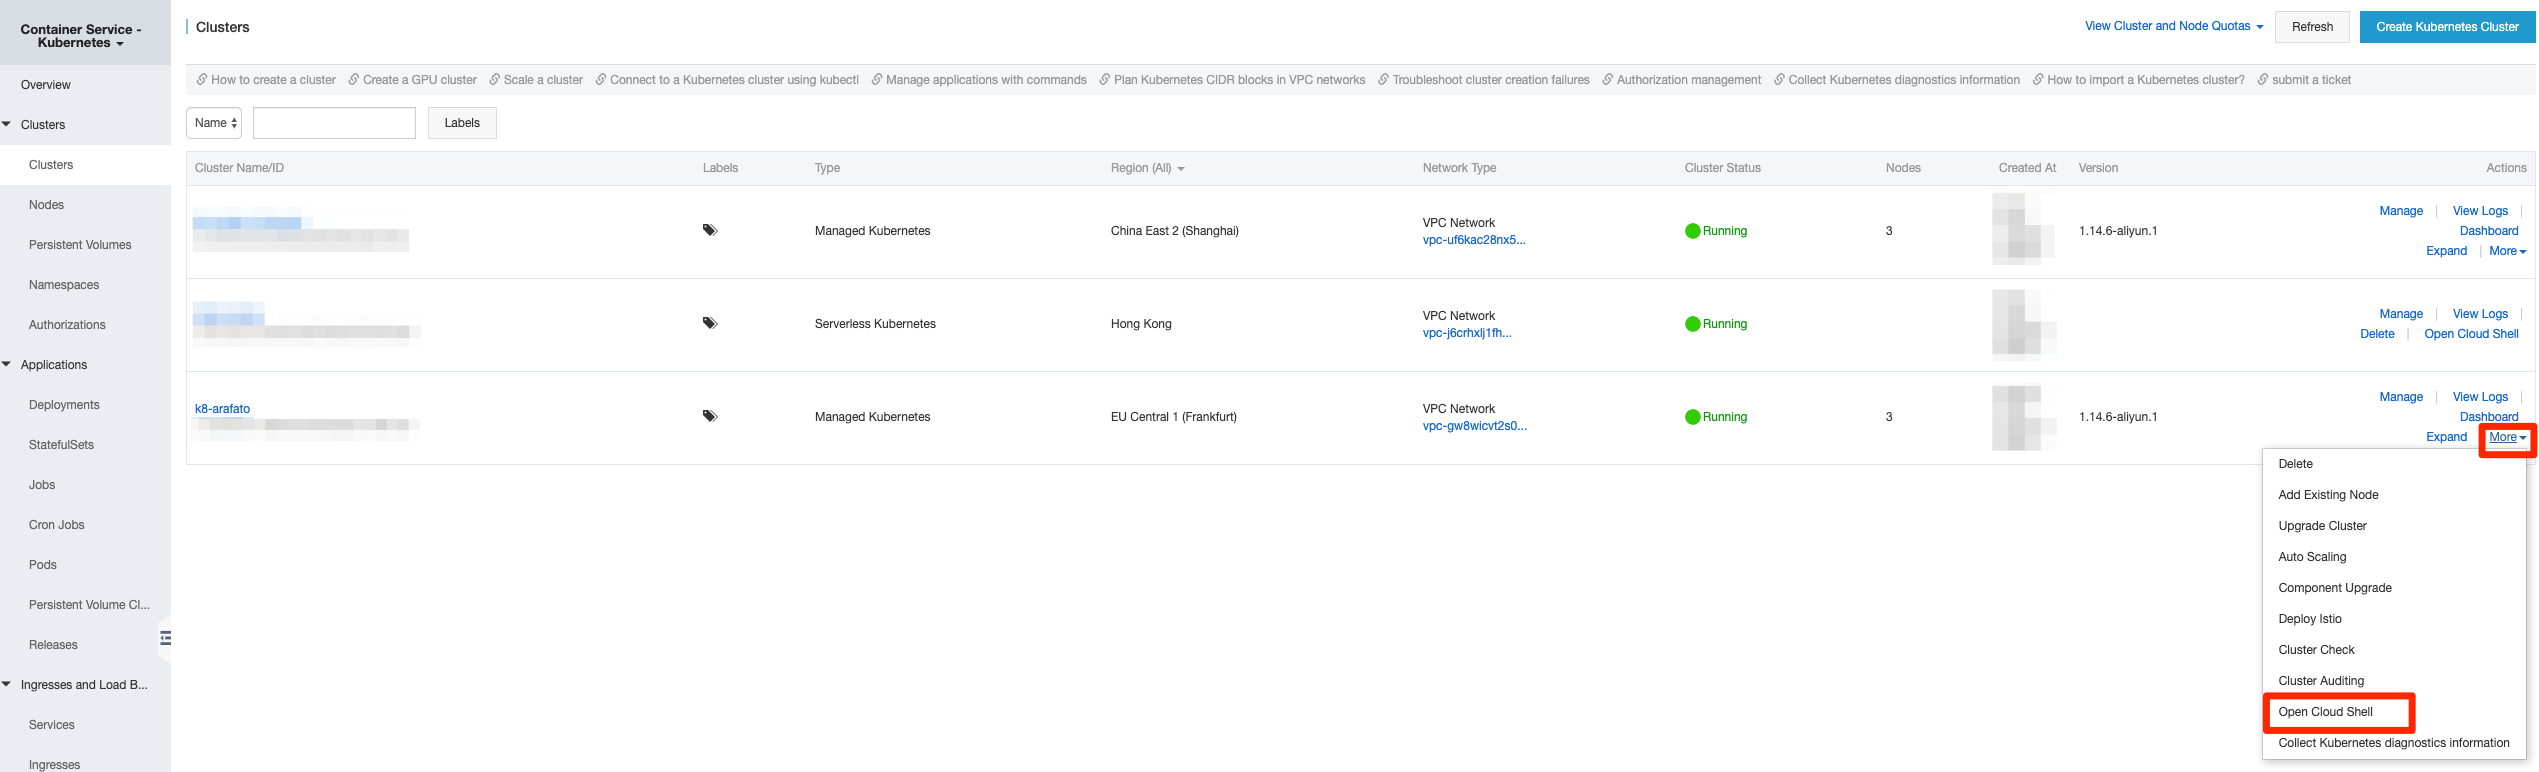 Container Service -
Kubernetes
Overview
Clusters
Clusters
Nodes
Persistent Volumes
Namespaces
Authorizations
Applications
Deployments
StatefulSets
Jobs
Cron Jobs
Pods
Persistent Volume Cl...
Releases
Ingresses and Load B...
Services
Ingresses
Clusters
View Cluster and Node Quotas
Refresh
Create Kubernetes Cluster
How to create a cluster Create a GPU cluster Scale a cluster Connect to a Kubernetes cluster using kubectl Manage applications with commands Plan Kubernetes CIDR blocks in VPC networks Troubleshoot cluster creation failures Authorization management Collect Kubernetes diagnostics information How to import a Kubernetes cluster? submit a ticket
Name
Labels
Cluster Name/ID Labels Type Region (All) Network Type Cluster Status Nodes Created At Version Actions
Managed Kubernetes
China East 2 (Shanghai)
VPC Network
vpc-uf6kac28nx5...
Running
3
1.14.6-aliyun.1
Manage | View Logs |
Dashboard
Expand | More
Serverless Kubernetes
Hong Kong
VPC Network
vpc-j6crhxlj1fh...
Running
Manage | View Logs |
Delete | Open Cloud Shell
k8-arafato
Managed Kubernetes
EU Central 1 (Frankfurt)
VPC Network
vpc-gw8wicvt2s0...
Running
3
1.14.6-aliyun.1
Manage | View Logs |
Dashboard
Expand More
Delete
Add Existing Node
Upgrade Cluster
Auto Scaling
Component Upgrade
Deploy Istio
Cluster Check
Cluster Auditing
Open Cloud Shell
Collect Kubernetes diagnostics information